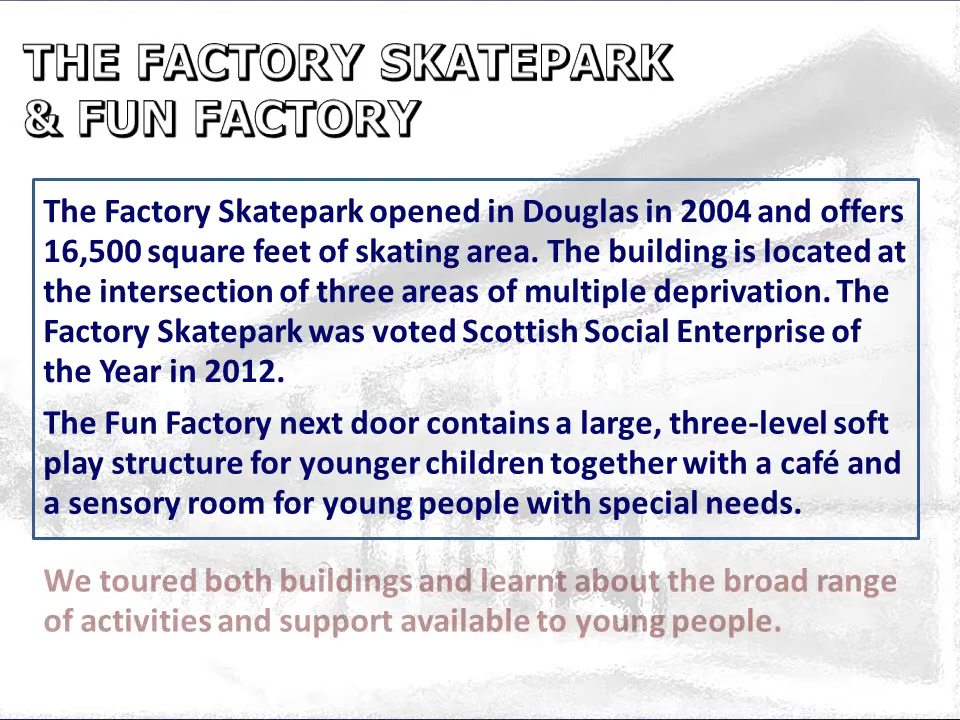 THE FACTORY SKATEPARK
& FUN FACTORY
The Factory Skatepark opened in Douglas in 2004 and offers
16,500 square feet of skating area. The building is located at
the intersection of three areas of multiple deprivation. The
Factory Skatepark was voted Scottish Social Enterprise of
the Year in 2012.
The Fun Factory next door contains a large, three-level soft
play structure for younger children together with a café and
a sensory room for young people with special needs.
We toured both buildings and learnt about the broad range
of activities and support available to young people.